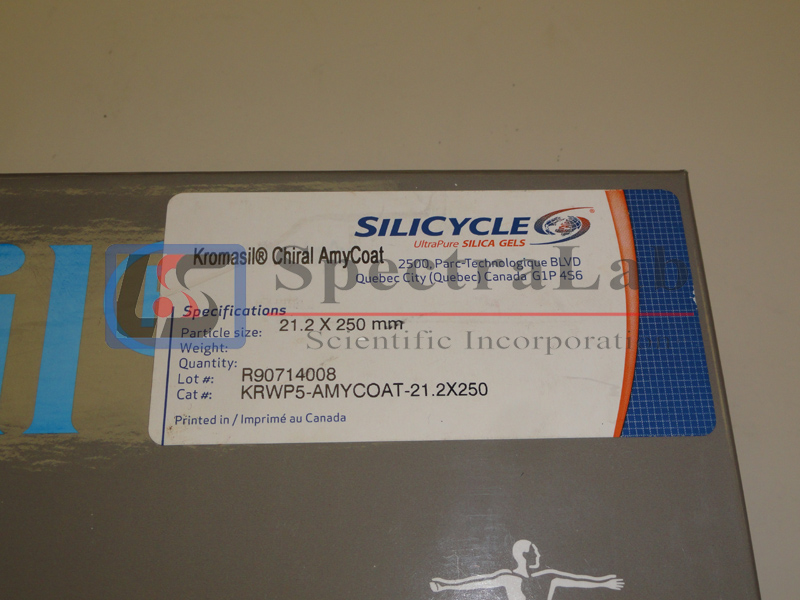 SILICYCLE
UltraPure SILICA GELS
Kromasil® Chiral AmyCoat
2500, Parc-Technologique BLVD
Quebec City (Quebec) Canada G1P 4S6
SpectraLab
Scientific Incorporati
Specifications
Particle size: 21.2 X 250 mm
Weight:
Quantity:
Lot #: R90714008
Cat #: KRWP5-AMYCOAT-21.2X250
Printed in / Imprimé au Canada